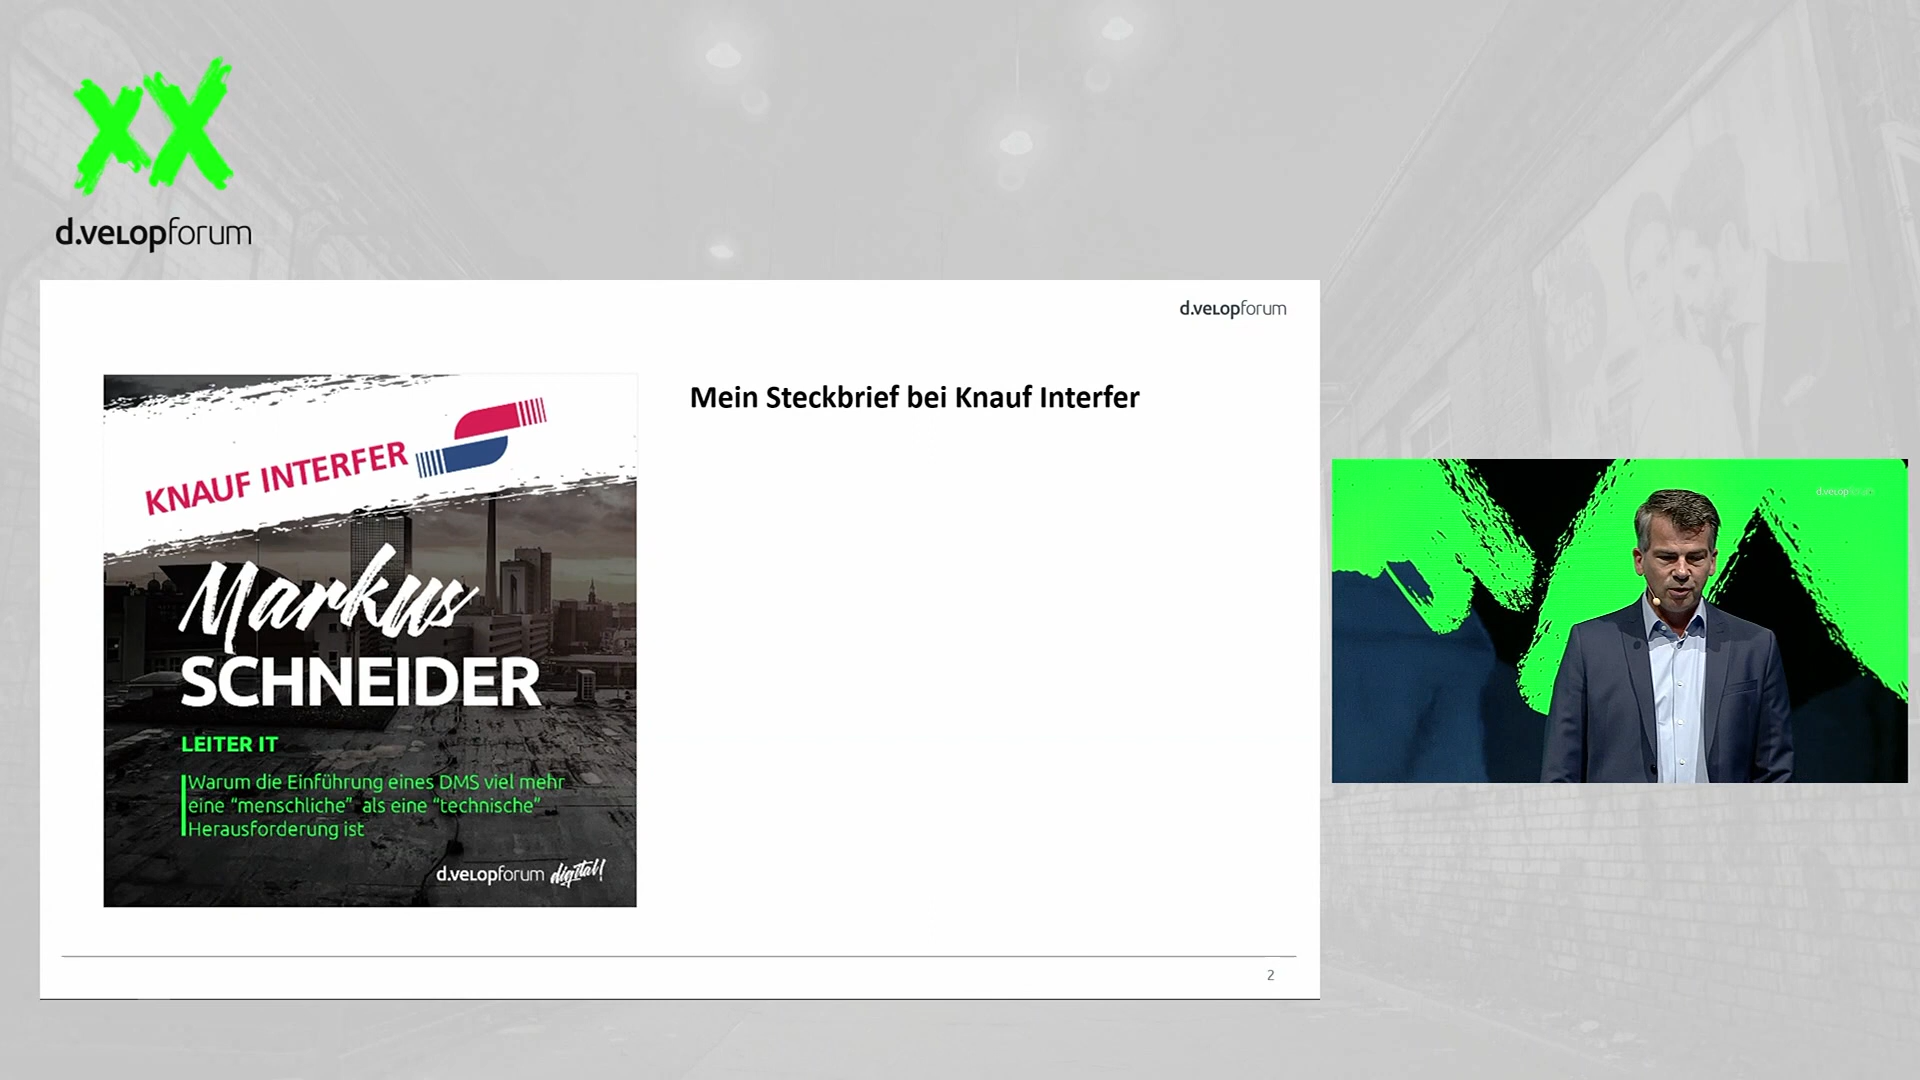 xX
d.velopforum
d.velopforum
Mein Steckbrief bei Knauf Interfer
KNAUF INTERFER
Markus
SCHNEIDER
LEITER IT
Warum die Einführung eines DMS viel mehr
eine “menschliche” als eine “technische”
Herausforderung ist
d.velopforum digital!
2
d.velopforum